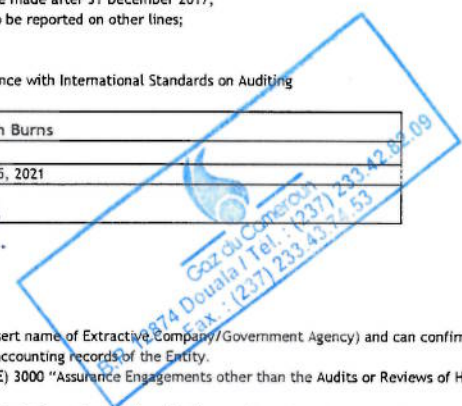 made after 31 December 2017;
to be reported on other lines;
nce with International Standards on Auditing
Burns
5, 2021
Gaz du Cameroun
B.P. 12874 Douala / Tel. : (237) 233.42.82.09
Fax. : (237) 233.43.74.53
sert name of Extractive Company/Government Agency) and can confirm
accounting records of the Entity.
E) 3000 "Assurance Engagements other than the Audits or Reviews of H